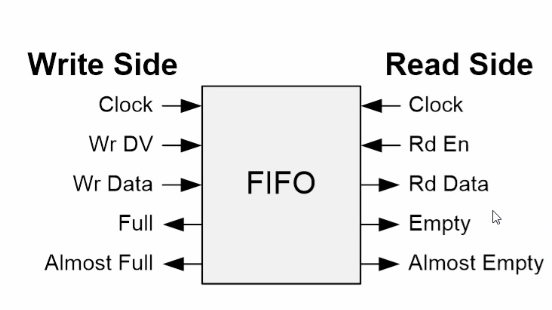 Write Side
Read Side
Clock
Clock
Wr DV
Rd En
Wr Data
FIFO
Rd Data
Full
Empty
Almost Full
Almost Empty